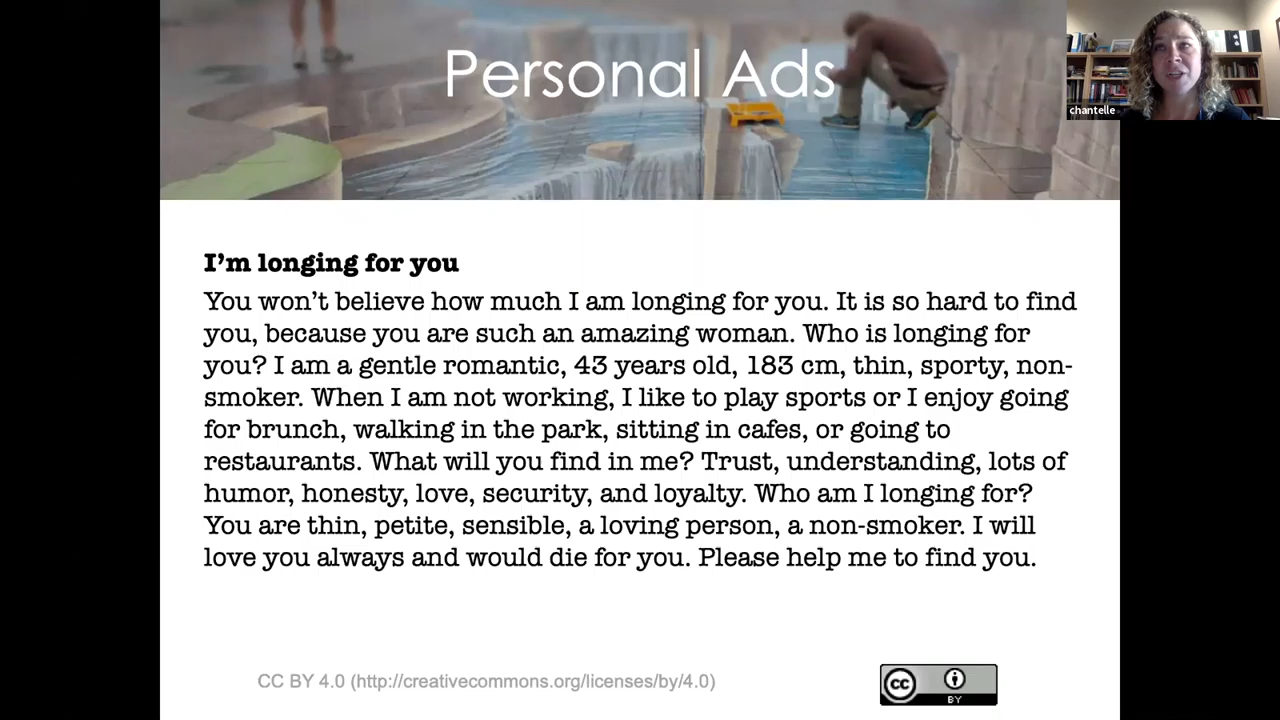 Personal Ads
chantelle
I'm longing for you
You won't believe how much I am longing for you. It is so hard to find
you, because you are such an amazing woman. Who is longing for
you? I am a gentle romantic, 43 years old, 183 cm, thin, sporty, non-
smoker. When I am not working, I like to play sports or I enjoy going
for brunch, walking in the park, sitting in cafes, or going to
restaurants. What will you find in me? Trust, understanding, lots of
humor, honesty, love, security, and loyalty. Who am I longing for?
You are thin, petite, sensible, a loving person, a non-smoker. I will
love you always and would die for you. Please help me to find you.
CC BY 4.0 (http://creativecommons.org/licenses/by/4.0)
cc
BY